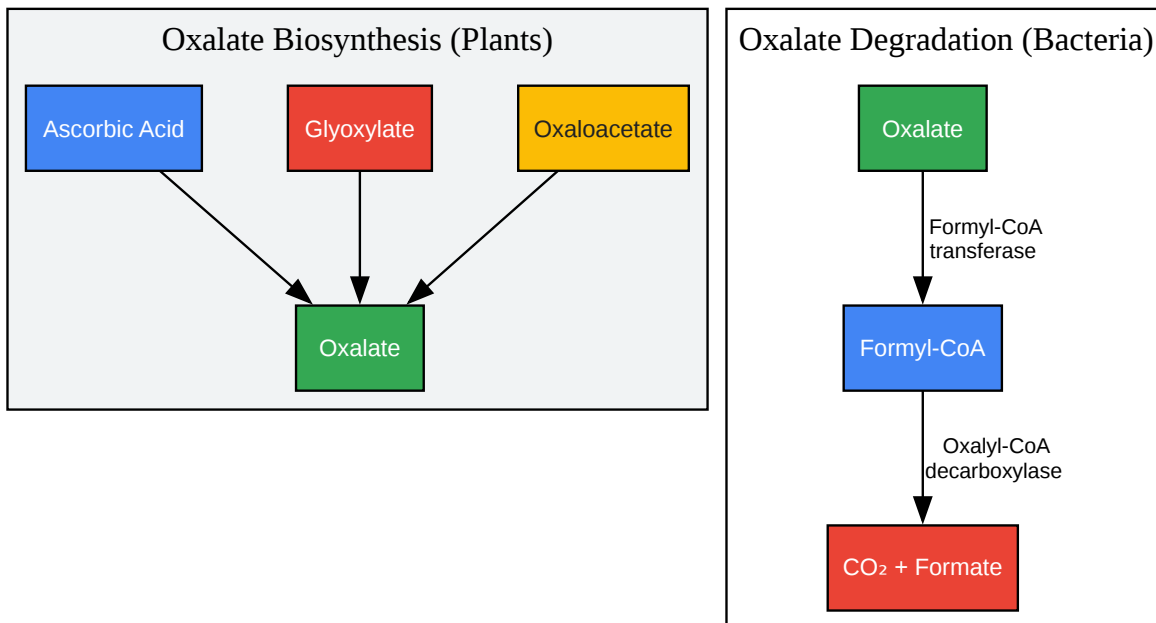 Oxalate Biosynthesis (Plants)
Ascorbic Acid
Glyoxylate
Oxaloacetate
Oxalate
Oxalate Degradation (Bacteria)
Oxalate
Formyl-CoA
transferase
Formyl-CoA
Oxalyl-CoA
decarboxylase
CO₂ + Formate